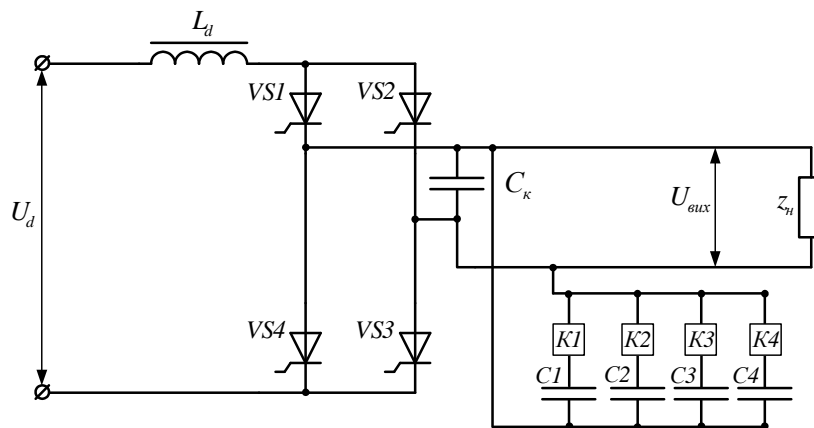 L_d
VS1
VS2
C_к
U_вих
z_н
U_d
VS4
VS3
K1
K2
K3
K4
C1
C2
C3
C4